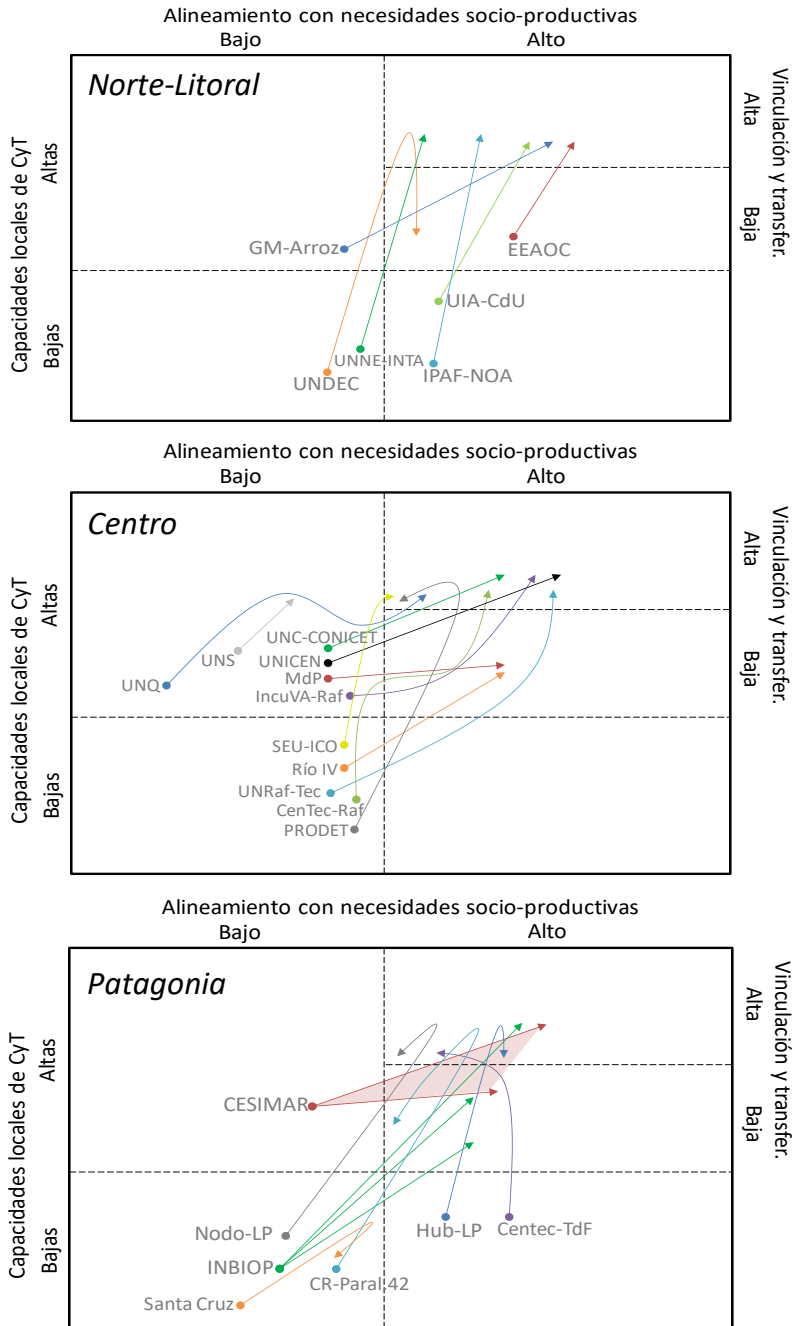 Alineamiento con necesidades socio-productivas
Bajo Alto
Norte-Litoral
Capacidades locales de CyT
Altas
Bajas
Vinculación y transfer.
Alta
Baja
GM-Arroz
EEAOC
UIA-CdU
UNNE-INTA
IPAF-NOA
UNDEC
Alineamiento con necesidades socio-productivas
Bajo Alto
Centro
Capacidades locales de CyT
Altas
Bajas
Vinculación y transfer.
Alta
Baja
UNC-CONICET
UNS
UNICEN
MdP
UNQ
IncuVA-Raf
SEU-ICO
Río IV
UNRaf-Tec
CenTec-Raf
PRODET
Alineamiento con necesidades socio-productivas
Bajo Alto
Patagonia
Capacidades locales de CyT
Altas
Bajas
Vinculación y transfer.
Alta
Baja
CESIMAR
Nodo-LP
Hub-LP
Centec-TdF
INBIOP
CR-Paral.42
Santa Cruz